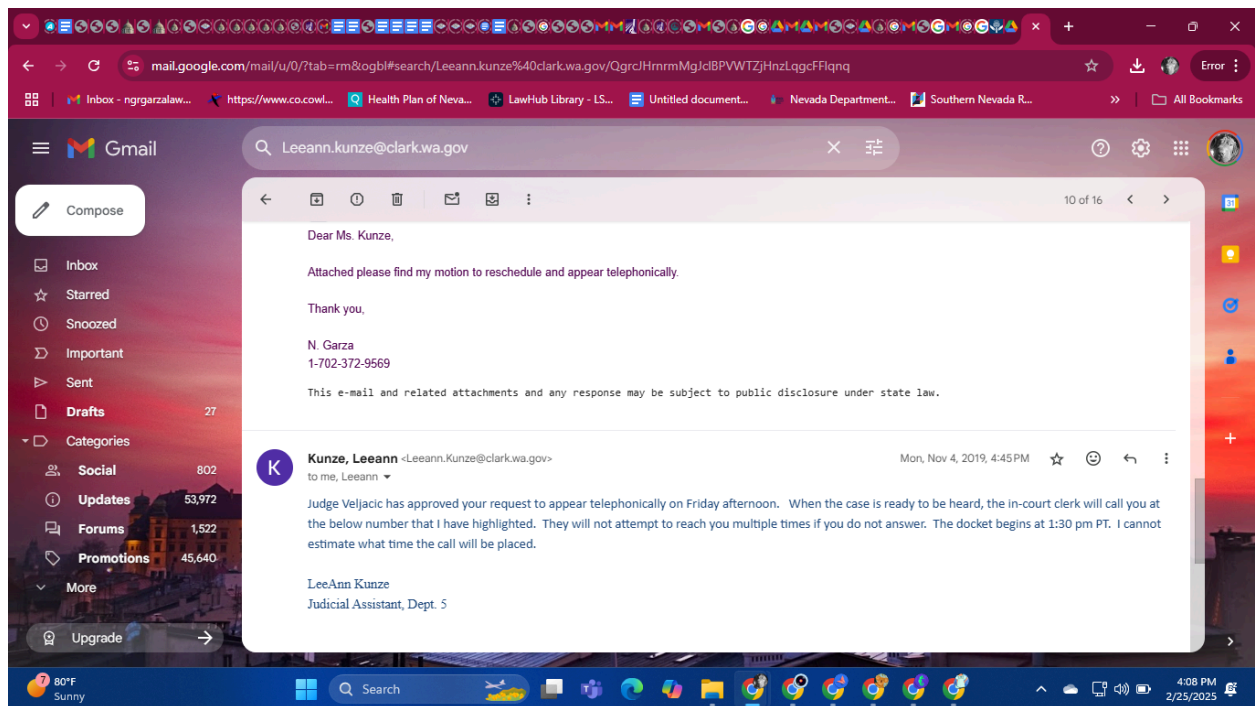 mail.google.com/mail/u/0/?tab=rm&ogbl#search/Leeann.kunze%40clark.wa.gov/QgrcJHrnrmMgJclBPVWTZjHnzLqgcFFlqnq
Error
Inbox - ngrgarzalaw... https://www.co.cowl... Health Plan of Neva... LawHub Library - LS... Untitled document... Nevada Department... Southern Nevada R... » All Bookmarks
Gmail
Leeann.kunze@clark.wa.gov
Compose
10 of 16
31
Inbox
Starred
Snoozed
Important
Sent
Drafts 27
Categories
Social 802
Updates 53,972
Forums 1,522
Promotions 45,640
More
Upgrade
Dear Ms. Kunze,
Attached please find my motion to reschedule and appear telephonically.
Thank you,
N. Garza
1-702-372-9569
This e-mail and related attachments and any response may be subject to public disclosure under state law.
K
Kunze, Leeann <Leeann.Kunze@clark.wa.gov> Mon, Nov 4, 2019, 4:45 PM
to me, Leeann
Judge Veljacic has approved your request to appear telephonically on Friday afternoon. When the case is ready to be heard, the in-court clerk will call you at
the below number that I have highlighted. They will not attempt to reach you multiple times if you do not answer. The docket begins at 1:30 pm PT. I cannot
estimate what time the call will be placed.
LeeAnn Kunze
Judicial Assistant, Dept. 5
7
80°F
Sunny
Search
4:08 PM
2/25/2025